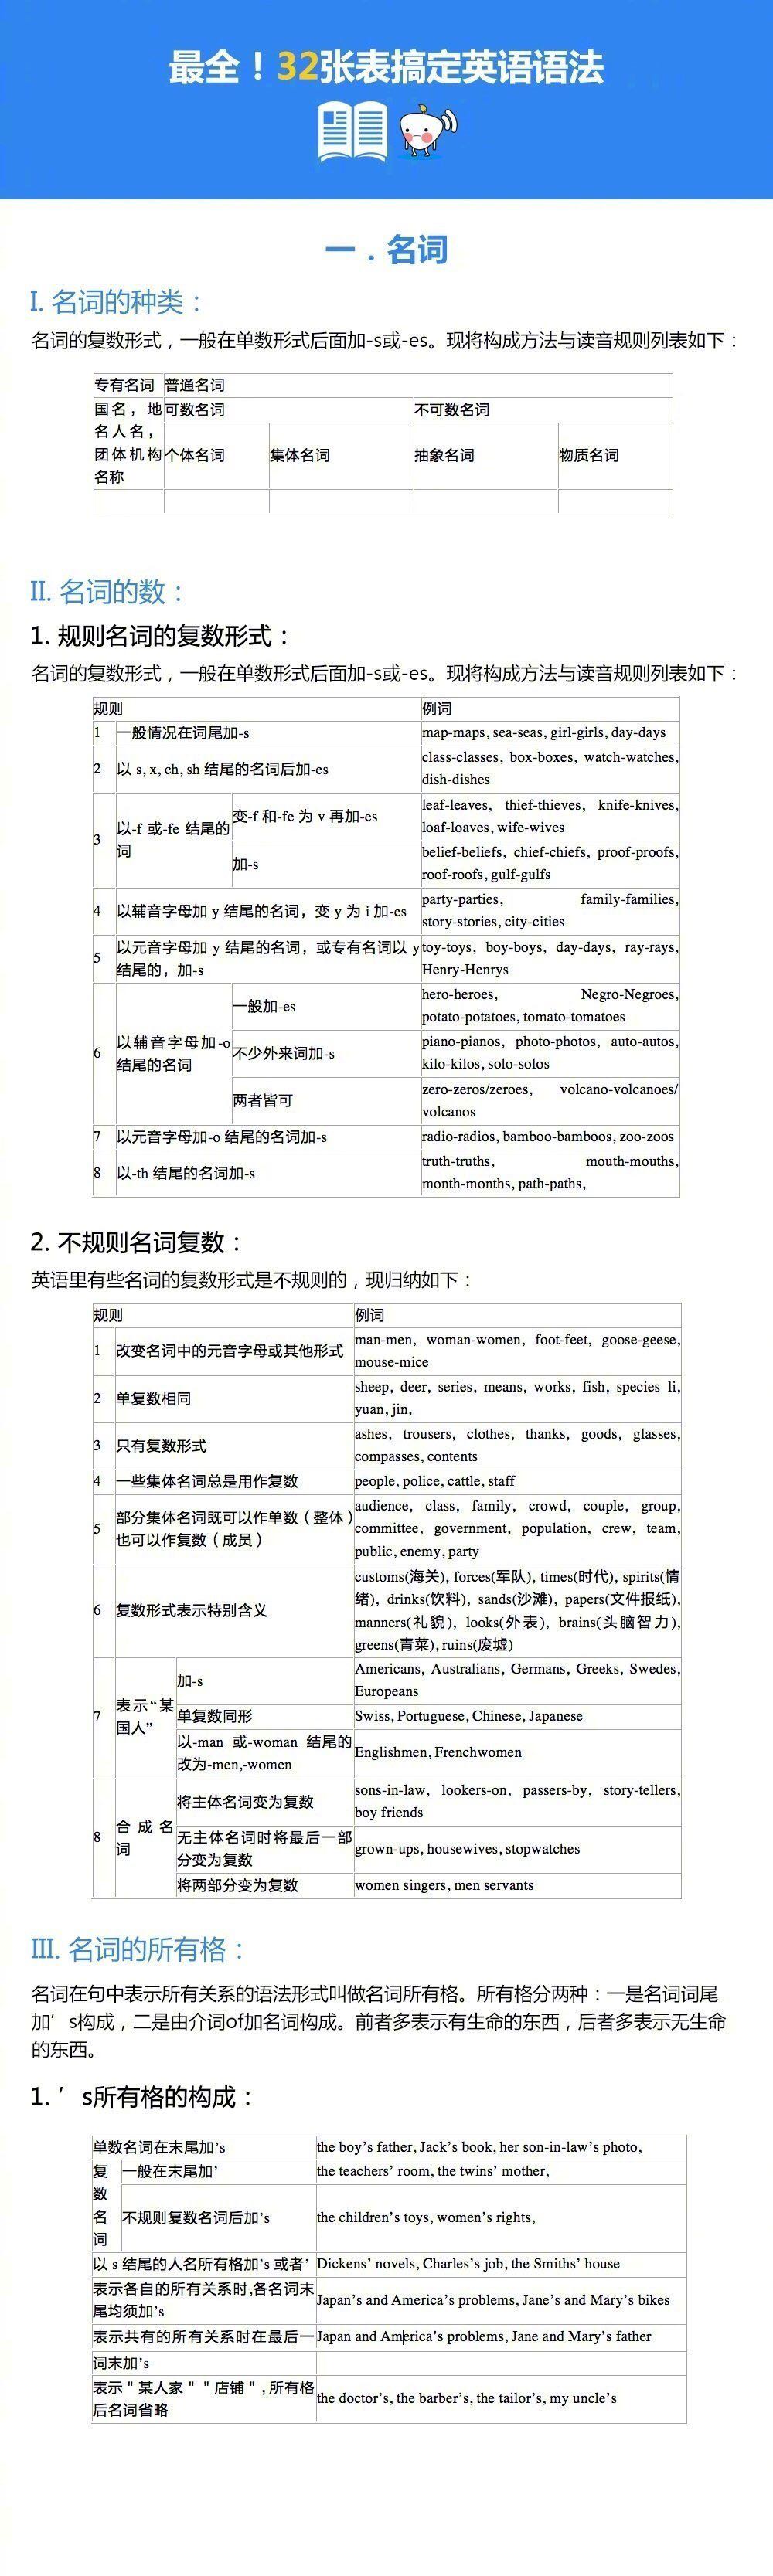 最全！32张表搞定英语语法
一．名词
I. 名词的种类：
名词的复数形式，一般在单数形式后面加-s或-es。现将构成方法与读音规则列表如下：
专有名词 普通名词
国名，地名人名，团体机构名称 可数名词 不可数名词
个体名词 集体名词 抽象名词 物质名词
II. 名词的数：
1. 规则名词的复数形式：
名词的复数形式，一般在单数形式后面加-s或-es。现将构成方法与读音规则列表如下：
规则 例词
1 一般情况在词尾加-s map-maps, sea-seas, girl-girls, day-days
2 以 s, x, ch, sh 结尾的名词后加-es class-classes, box-boxes, watch-watches,
dish-dishes
3 以-f 或-fe 结尾的词 变-f 和-fe 为 v 再加-es leaf-leaves, thief-thieves, knife-knives,
loaf-loaves, wife-wives
加-s belief-beliefs, chief-chiefs, proof-proofs,
roof-roofs, gulf-gulfs
4 以辅音字母加 y 结尾的名词，变 y 为 i 加-es party-parties, family-families,
story-stories, city-cities
5 以元音字母加 y 结尾的名词，或专有名词以 y toy-toys, boy-boys, day-days, ray-rays,
结尾的，加-s Henry-Henrys
6 以辅音字母加-o 结尾的名词 一般加-es hero-heroes, Negro-Negroes,
potato-potatoes, tomato-tomatoes
不少外来词加-s piano-pianos, photo-photos, auto-autos,
kilo-kilos, solo-solos
两者皆可 zero-zeros/zeroes, volcano-volcanoes/
volcanos
7 以元音字母加-o 结尾的名词加-s radio-radios, bamboo-bamboos, zoo-zoos
8 以-th 结尾的名词加-s truth-truths, mouth-mouths,
month-months, path-paths,
2. 不规则名词复数：
英语里有些名词的复数形式是不规则的，现归纳如下：
规则 例词
1 改变名词中的元音字母或其他形式 man-men, woman-women, foot-feet, goose-geese,
mouse-mice
2 单复数相同 sheep, deer, series, means, works, fish, species li,
yuan, jin,
3 只有复数形式 ashes, trousers, clothes, thanks, goods, glasses,
compasses, contents
4 一些集体名词总是用作复数 people, police, cattle, staff
5 部分集体名词既可以作单数（整体）也可以作复数（成员） audience, class, family, crowd, couple, group,
committee, government, population, crew, team,
public, enemy, party
6 复数形式表示特别含义 customs(海关), forces(军队), times(时代), spirits(情
绪), drinks(饮料), sands(沙滩), papers(文件报纸),
manners(礼貌), looks(外表), brains(头脑智力),
greens(青菜), ruins(废墟)
7 表示“某国人” 加-s Americans, Australians, Germans, Greeks, Swedes,
Europeans
单复数同形 Swiss, Portuguese, Chinese, Japanese
以-man 或-woman 结尾的改为-men,-women Englishmen, Frenchwomen
8 合成名词 将主体名词变为复数 sons-in-law, lookers-on, passers-by, story-tellers,
boy friends
无主体名词时将最后一部分变为复数 grown-ups, housewives, stopwatches
将两部分变为复数 women singers, men servants
III. 名词的所有格：
名词在句中表示所有关系的语法形式叫做名词所有格。所有格分两种：一是名词词尾
加’s构成，二是由介词of加名词构成。前者多表示有生命的东西，后者多表示无生命
的东西。
1.’s所有格的构成：
单数名词在末尾加’s the boy’s father, Jack’s book, her son-in-law’s photo,
复数名词 一般在末尾加’ the teachers’ room, the twins’ mother,
不规则复数名词后加’s the children’s toys, women’s rights,
以 s 结尾的人名所有格加’s 或者’ Dickens’ novels, Charles’s job, the Smiths’ house
表示各自的所有关系时,各名词末尾均须加’s Japan’s and America’s problems, Jane’s and Mary’s bikes
表示共有的所有关系时在最后一 Japan and America’s problems, Jane and Mary’s father
词末加’s
表示＂某人家＂＂店铺＂,所有格后名词省略 the doctor’s, the barber’s, the tailor’s, my uncle’s